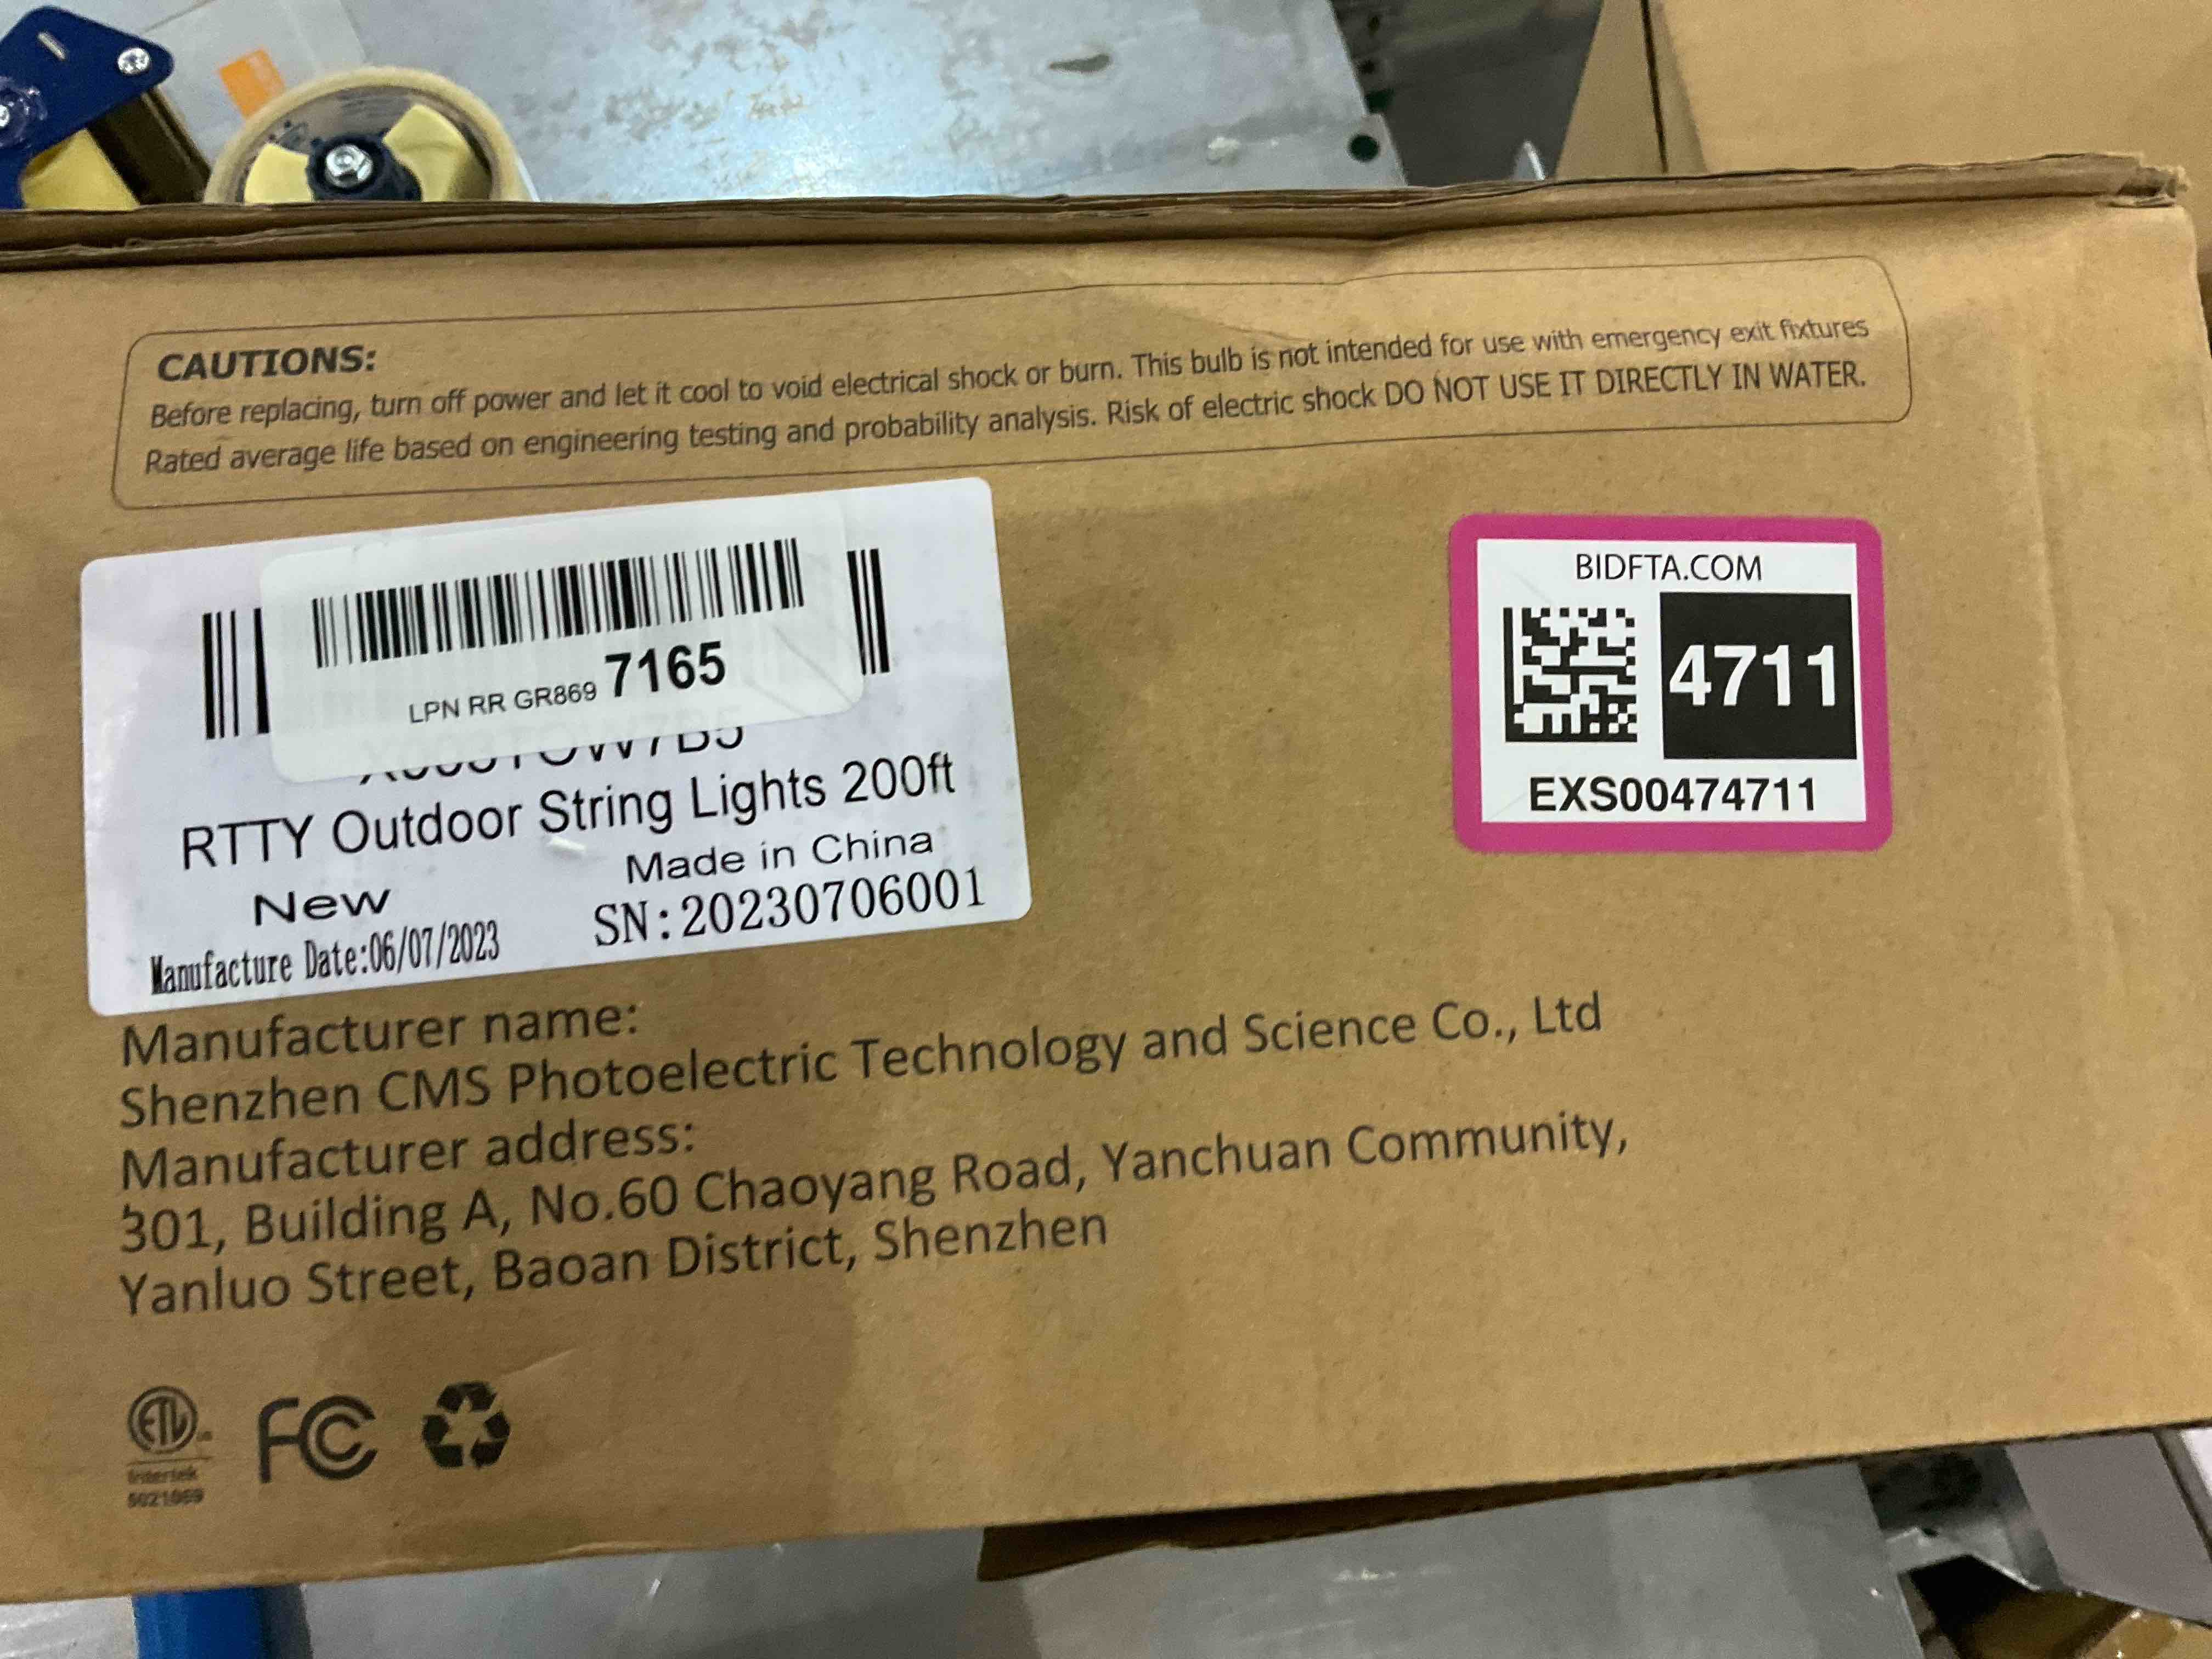 CAUTIONS:
Before replacing, turn off power and let it cool to void electrical shock or burn. This bulb is not intended for use with emergency exit fixtures
Rated average life based on engineering testing and probability analysis. Risk of electric shock DO NOT USE IT DIRECTLY IN WATER.
LPN RR GR869 7165
RTTY Outdoor String Lights 200ft
New
Made in China
Manufacture Date:06/07/2023
SN:20230706001
BIDFTA.COM
4711
EXS00474711
Manufacturer name:
Shenzhen CMS Photoelectric Technology and Science Co., Ltd
Manufacturer address:
301, Building A, No.60 Chaoyang Road, Yanchuan Community,
Yanluo Street, Baoan District, Shenzhen
ETL
Intertek
FC